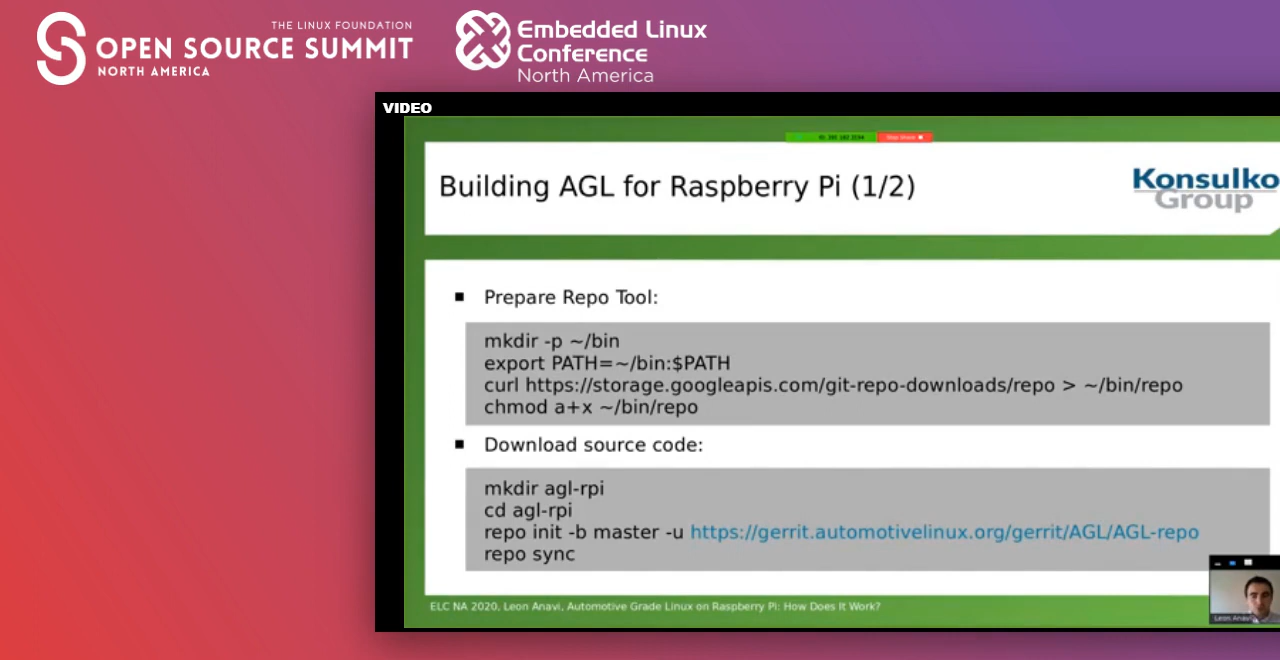 THE LINUX FOUNDATION
OPEN SOURCE SUMMIT
NORTH AMERICA
Embedded Linux
Conference
North America
VIDEO
Building AGL for Raspberry Pi (1/2)
Konsulko
Group
■ Prepare Repo Tool:
mkdir -p ~/bin
export PATH=~/bin:$PATH
curl https://storage.googleapis.com/git-repo-downloads/repo > ~/bin/repo
chmod a+x ~/bin/repo
■ Download source code:
mkdir agl-rpi
cd agl-rpi
repo init -b master -u https://gerrit.automotivelinux.org/gerrit/AGL/AGL-repo
repo sync
ELC NA 2020, Leon Anavi, Automotive Grade Linux on Raspberry Pi: How Does It Work?
Leon Anavi